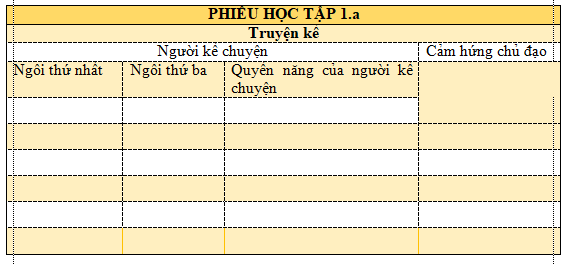 PHIẾU HỌC TẬP 1.a
Truyện kể
Người kể chuyện Cảm hứng chủ đạo
Ngôi thứ nhất Ngôi thứ ba Quyền năng của người kể
chuyện